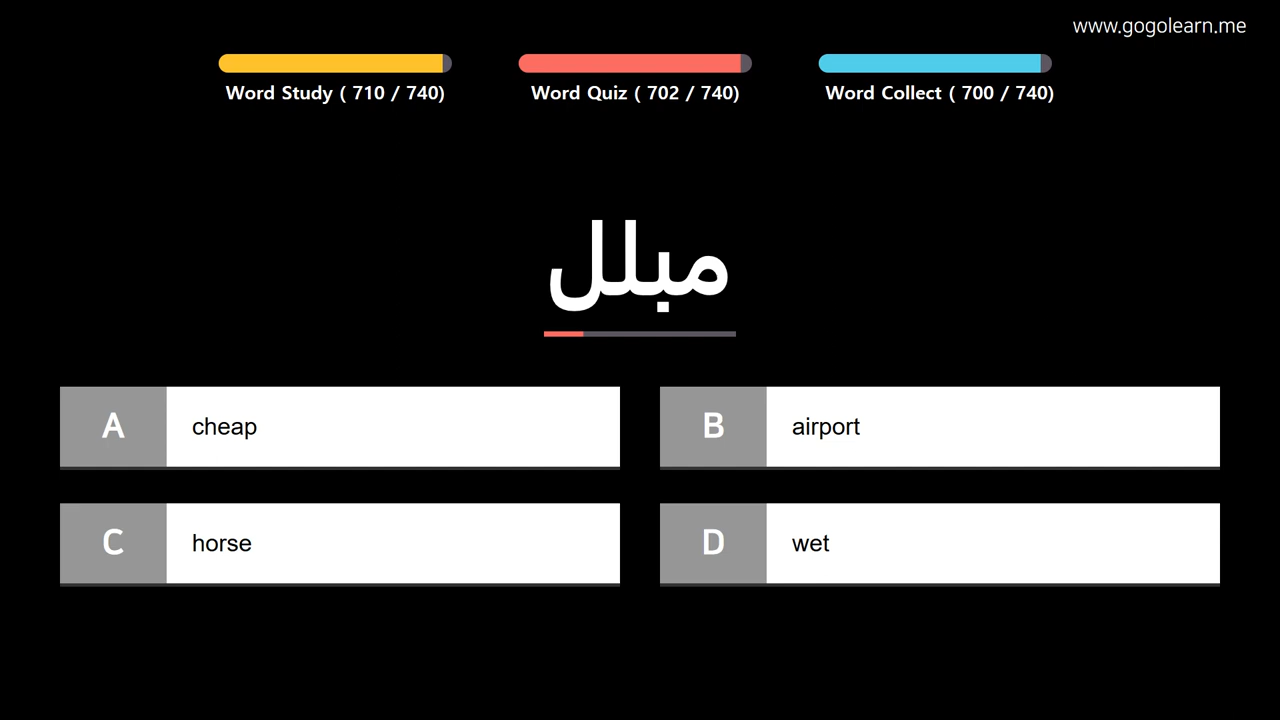 www.gogolearn.me
Word Study ( 710 / 740)
Word Quiz ( 702 / 740)
Word Collect ( 700 / 740)
مبلل
A
cheap
B
airport
C
horse
D
wet